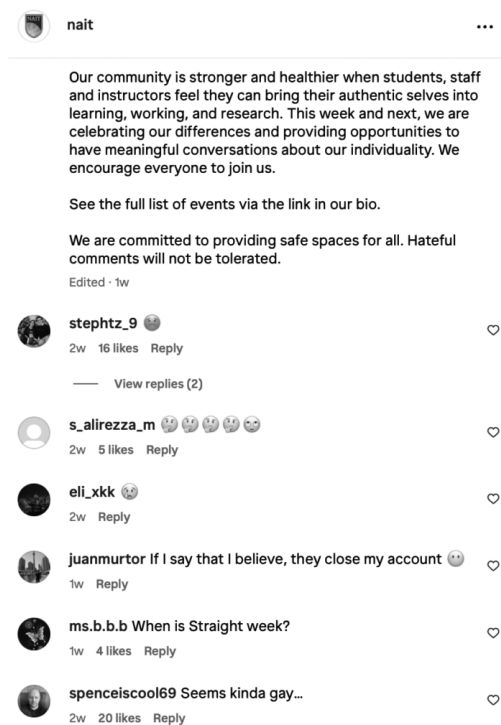 NAIT
nait
Our community is stronger and healthier when students, staff
and instructors feel they can bring their authentic selves into
learning, working, and research. This week and next, we are
celebrating our differences and providing opportunities to
have meaningful conversations about our individuality. We
encourage everyone to join us.
See the full list of events via the link in our bio.
We are committed to providing safe spaces for all. Hateful
comments will not be tolerated.
Edited · 1w
stephtz_9 🤢
2w 16 likes Reply
View replies (2)
s_alirezza_m 🤔🤔🤔🤔🙄
2w 5 likes Reply
eli_xkk 😢
2w Reply
juanmurtor If I say that I believe, they close my account 😶
1w Reply
ms.b.b.b When is Straight week?
1w 4 likes Reply
spenceiscool69 Seems kinda gay...
2w 20 likes Reply